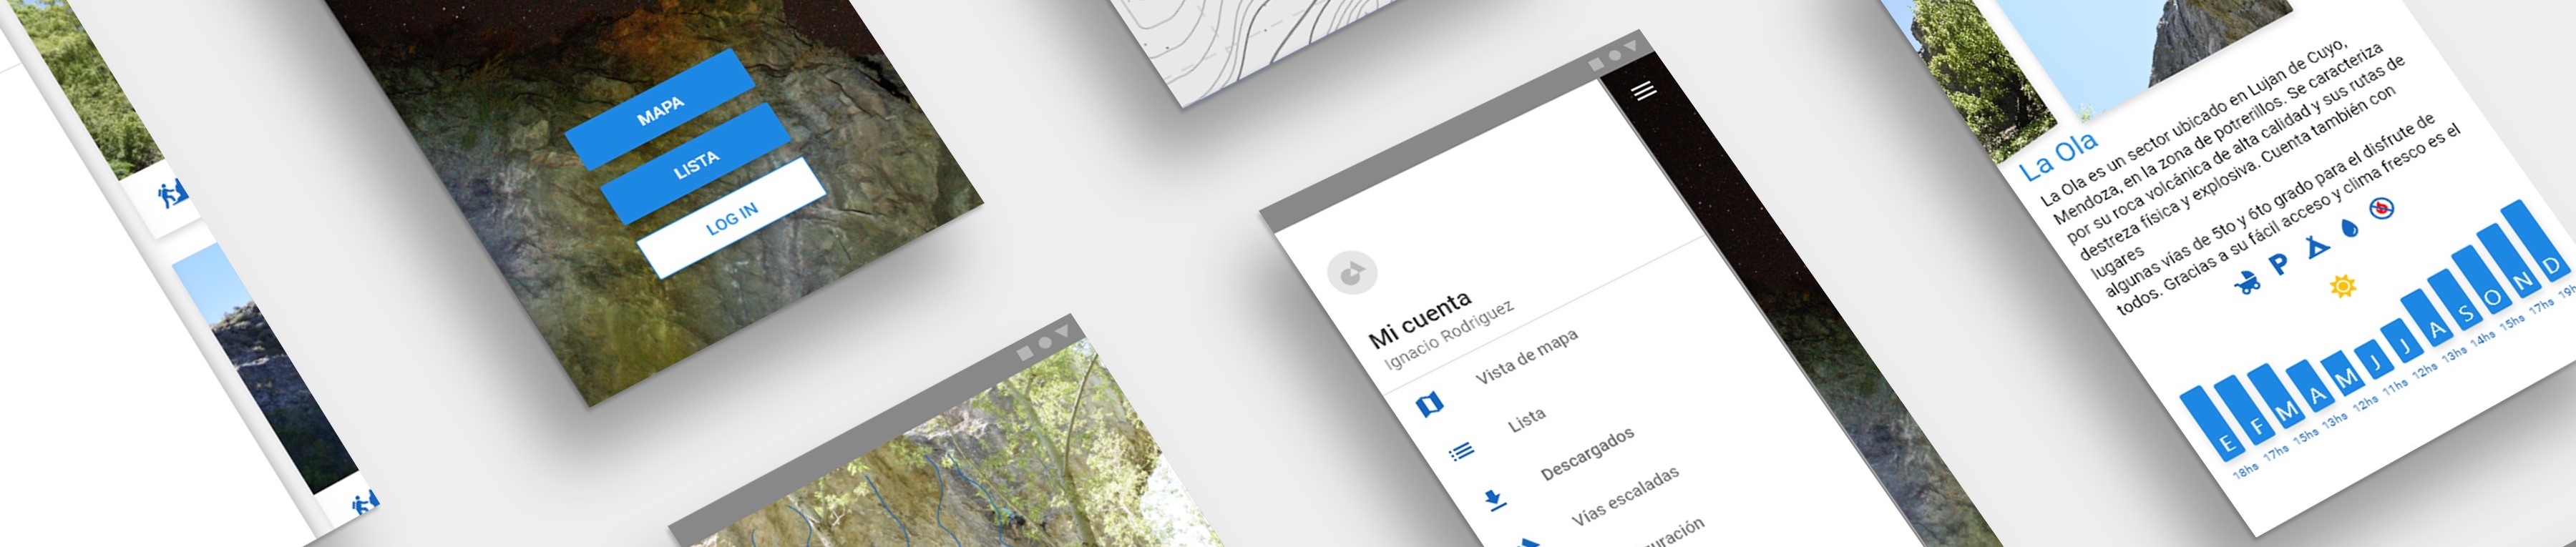 MAPA
LISTA
LOG IN
Mi cuenta
Ignacio Rodriguez
Vista de mapa
Lista
Descargados
Vías escaladas
La Ola
La Ola es un sector ubicado en Lujan de Cuyo,
Mendoza, en la zona de potrerillos. Se caracteriza
por su roca volcánica de alta calidad y sus rutas de
destreza física y explosiva. Cuenta también con
lugares
algunas vías de 5to y 6to grado para el disfrute de
todos. Gracias a su fácil acceso y clima fresco es el
P
E F M A M J J A S O N D
18hs 17hs 15hs 13hs 12hs 11hs 12hs 13hs 14hs 15hs 17hs